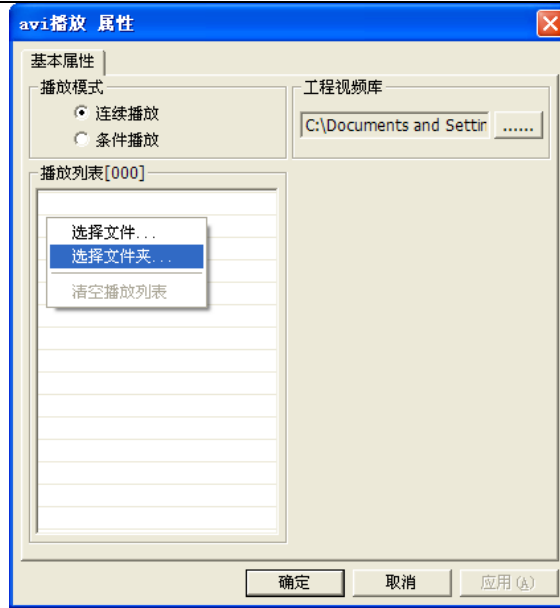 avi播放 属性
基本属性
播放模式
连续播放
条件播放
工程视频库
C:\Documents and Settir
......
播放列表[000]
选择文件...
选择文件夹...
清空播放列表
确定
取消
应用(A)